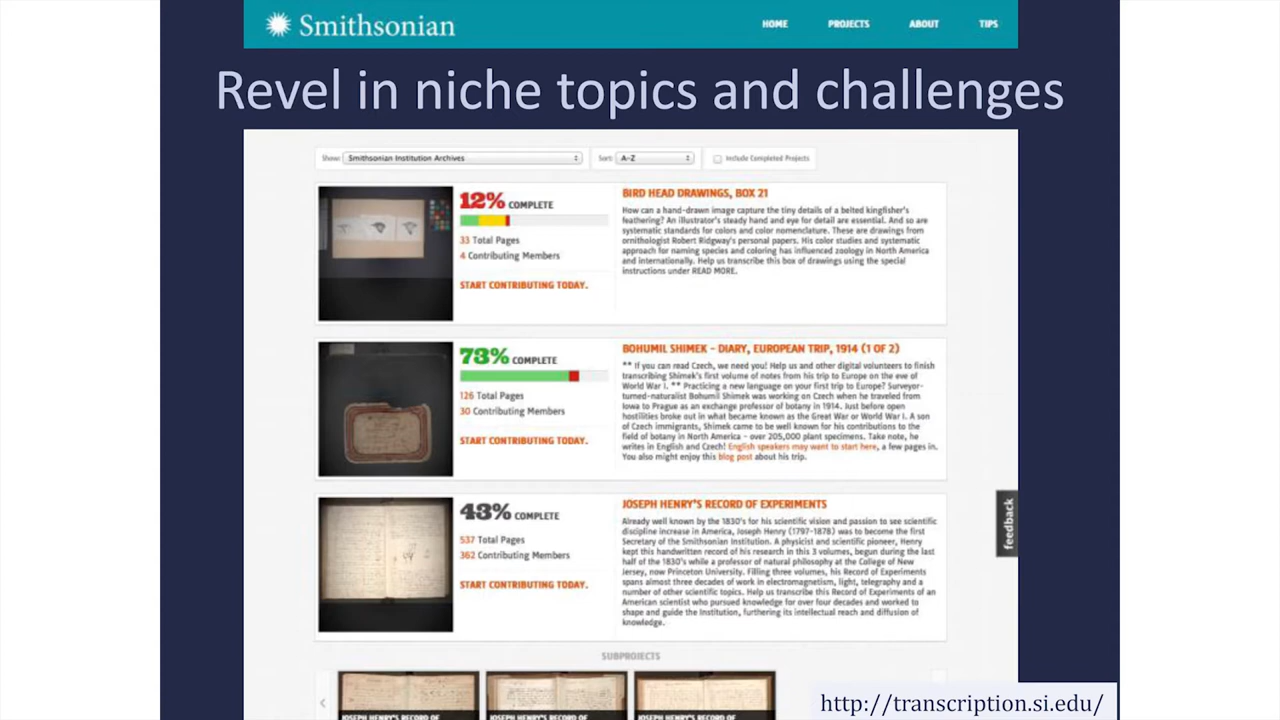 Smithsonian
HOME PROJECTS ABOUT TIPS
Revel in niche topics and challenges
Show: Smithsonian Institution Archives Sort: A-Z Include Completed Projects
12% COMPLETE
33 Total Pages
4 Contributing Members
START CONTRIBUTING TODAY.
BIRD HEAD DRAWINGS, BOX 21
How can a hand-drawn image capture the tiny details of a belted kingfisher's
feathering? An illustrator's steady hand and eye for detail are essential. And so are
systematic standards for colors and color nomenclature. These are drawings from
ornithologist Robert Ridgway's personal papers. His color studies and systematic
approach for naming species and coloring has influenced zoology in North America
and internationally. Help us transcribe this box of drawings using the special
instructions under READ MORE.
73% COMPLETE
126 Total Pages
30 Contributing Members
START CONTRIBUTING TODAY.
BOHUMIL SHIMEK - DIARY, EUROPEAN TRIP, 1914 (1 OF 2)
** If you can read Czech, we need you! Help us and other digital volunteers to finish
transcribing Shimek's first volume of notes from his trip to Europe on the eve of
World War I. ** Practicing a new language on your first trip to Europe? Surveyor-
turned-naturalist Bohumil Shimek was working on Czech when he traveled from
Iowa to Prague as an exchange professor of botany in 1914. Just before open
hostilities broke out in what became known as the Great War or World War I. A son
of Czech immigrants, Shimek came to be well known for his contributions to the
field of botany in North America - over 205,000 plant specimens. Take note, he
writes in English and Czech! English speakers may want to start here, a few pages in.
You also might enjoy this blog post about his trip.
43% COMPLETE
537 Total Pages
362 Contributing Members
START CONTRIBUTING TODAY.
JOSEPH HENRY'S RECORD OF EXPERIMENTS
Already well known by the 1830's for his scientific vision and passion to see scientific
discipline increase in America, Joseph Henry (1797-1878) was to become the first
Secretary of the Smithsonian Institution. A physicist and scientific pioneer, Henry
kept this handwritten record of his research in this 3 volumes, begun during the last
half of the 1830's while a professor of natural philosophy at the College of New
Jersey, now Princeton University. Filling three volumes, his Record of Experiments
spans almost three decades of work in electromagnetism, light, telegraphy and a
number of other scientific topics. Help us transcribe this Record of Experiments of an
American scientist who pursued knowledge for over four decades and worked to
shape and guide the Institution, furthering its intellectual reach and diffusion of
knowledge.
feedback
SUBPROJECTS
JOSEPH HENRY'S RECORD OF
JOSEPH HENRY'S RECORD OF
JOSEPH HENRY'S RECORD OF
http://transcription.si.edu/